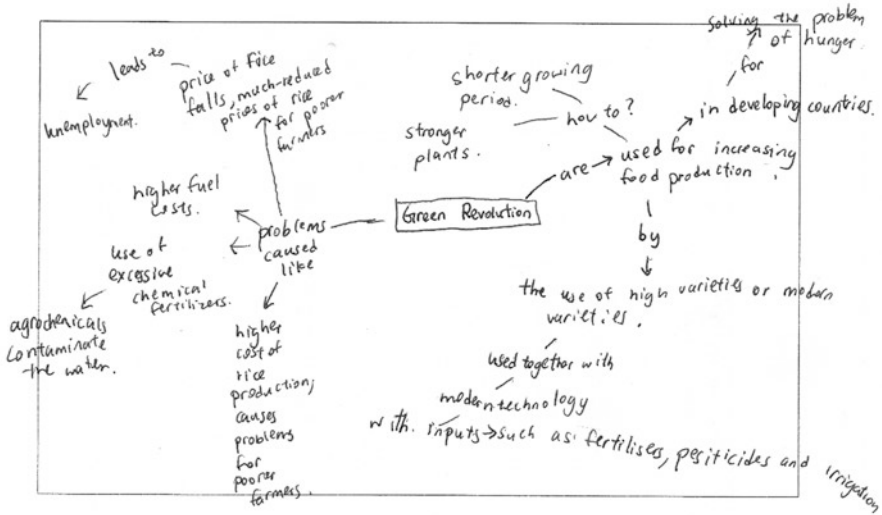 solving the problem
of hunger.
for
in developing countries.
leads to
price of rice
falls, much-reduced
prices of rice
for poorer
farmers
unemployment.
shorter growing
period.
how to?
stronger
plants.
are
used for increasing
food production.
higher fuel
costs.
Green Revolution
problems
caused
like
use of
excessive
chemical
fertilizers.
agrochemicals
contaminate
the water.
by
the use of high varieties or modern
varieties.
higher
cost of
rice
production;
causes
problems
for
poorer
farmers.
used together with
modern technology
with inputs → such as fertilisers, pesiticides and irrigation